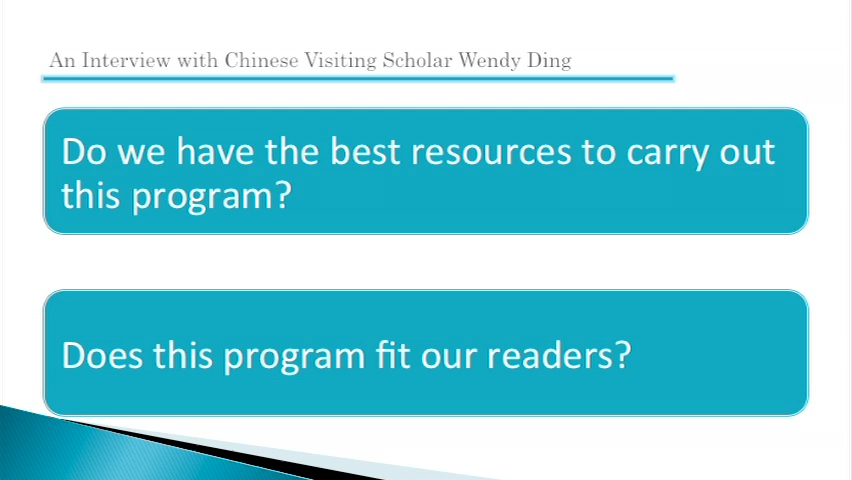 An Interview with Chinese Visiting Scholar Wendy Ding
Do we have the best resources to carry out
this program?
Does this program fit our readers?